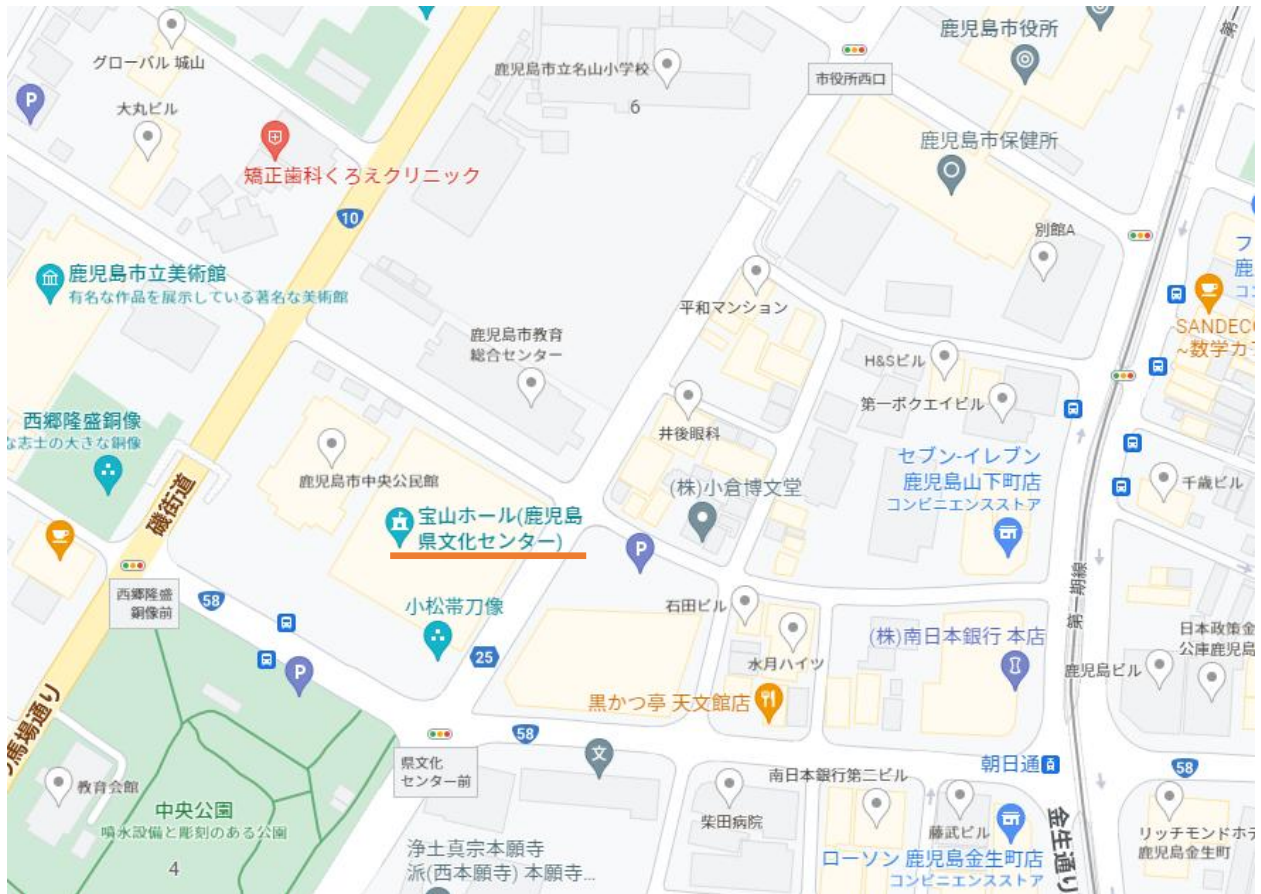 グローバル 城山
P
大丸ビル
矯正歯科くろえクリニック
10
鹿児島市立名山小学校
6
市役所西口
鹿児島市役所
鹿児島市保健所
別館A
第一
鹿児島市立美術館
有名な作品を展示している著名な美術館
鹿児島市教育
総合センター
平和マンション
H&Sビル
第一ボクエイビル
フ
鹿
コン
SANDECO
~数学カフ
西郷隆盛銅像
な志士の大きな銅像
磯街道
鹿児島市中央公民館
井後眼科
(株)小倉博文堂
セブン-イレブン
鹿児島山下町店
コンビニエンスストア
千歳ビル
宝山ホール(鹿児島
県文化センター)
P
西郷隆盛
銅像前
58
小松帯刀像
25
石田ビル
水月ハイツ
(株)南日本銀行 本店
第一期線
鹿児島ビル
日本政策金
公庫鹿児島
P
黒かつ亭 天文館店
58
文
県文化
センター前
朝日通
58
馬場通り
教育会館
中央公園
噴水設備と彫刻のある公園
4
柴田病院
南日本銀行第二ビル
藤武ビル
ローソン 鹿児島金生町店
コンビニエンスストア
金生通り
リッチモンドホテ
鹿児島金生町
浄土真宗本願寺
派(西本願寺) 本願寺...